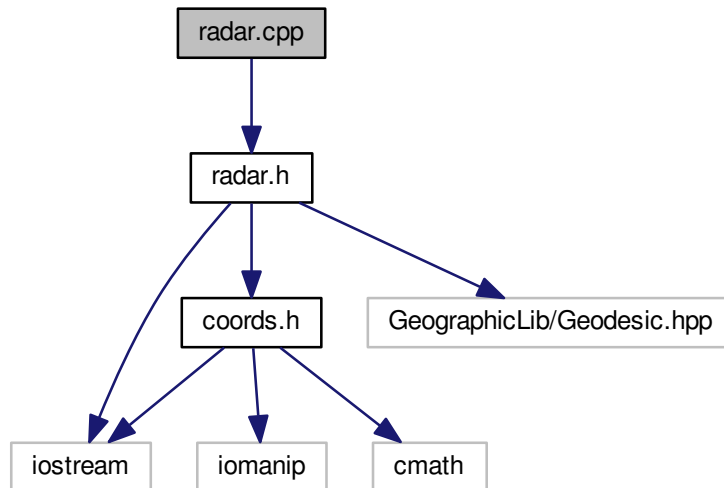 radar.cpp
radar.h
coords.h
GeographicLib/Geodesic.hpp
iostream
iomanip
cmath